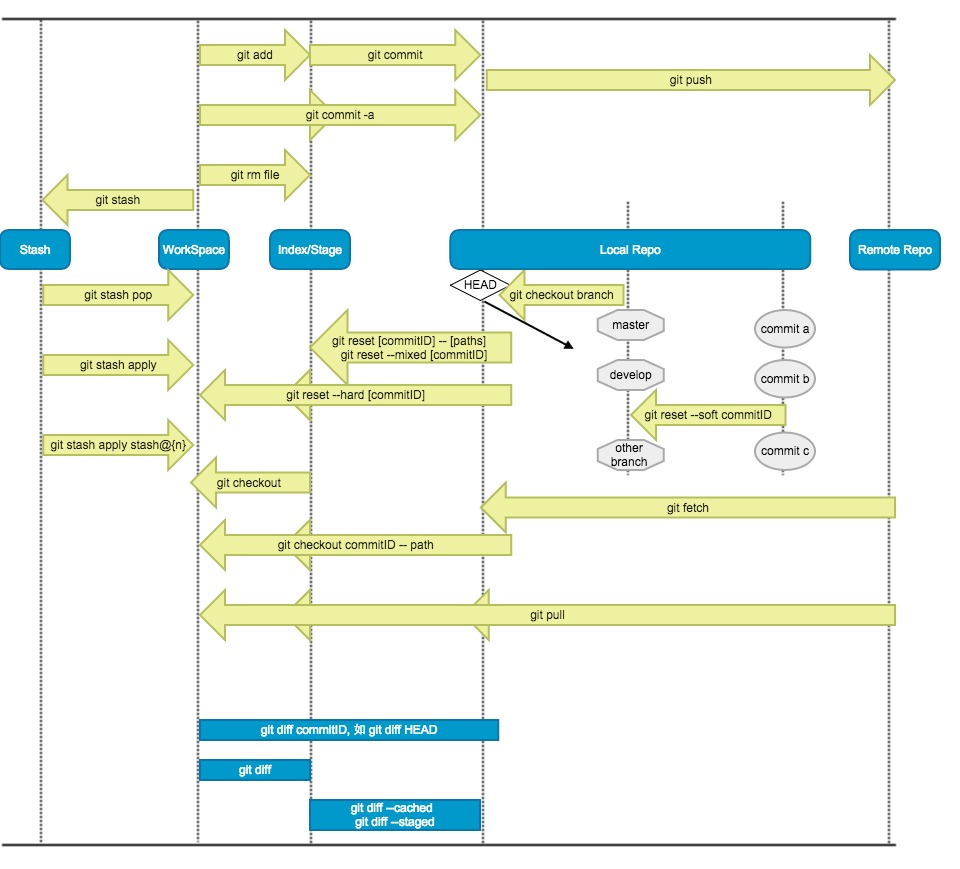 git add
git commit
git push
git commit -a
git rm file
git stash
Stash
WorkSpace
Index/Stage
Local Repo
Remote Repo
HEAD
git checkout branch
git stash pop
master
commit a
git reset [commitID] -- [paths]
git reset --mixed [commitID]
git stash apply
develop
commit b
git reset --hard [commitID]
git reset --soft commitID
git stash apply stash@{n}
other
branch
commit c
git checkout
git fetch
git checkout commitID -- path
git pull
git diff commitID, 如 git diff HEAD
git diff
git diff --cached
git diff --staged